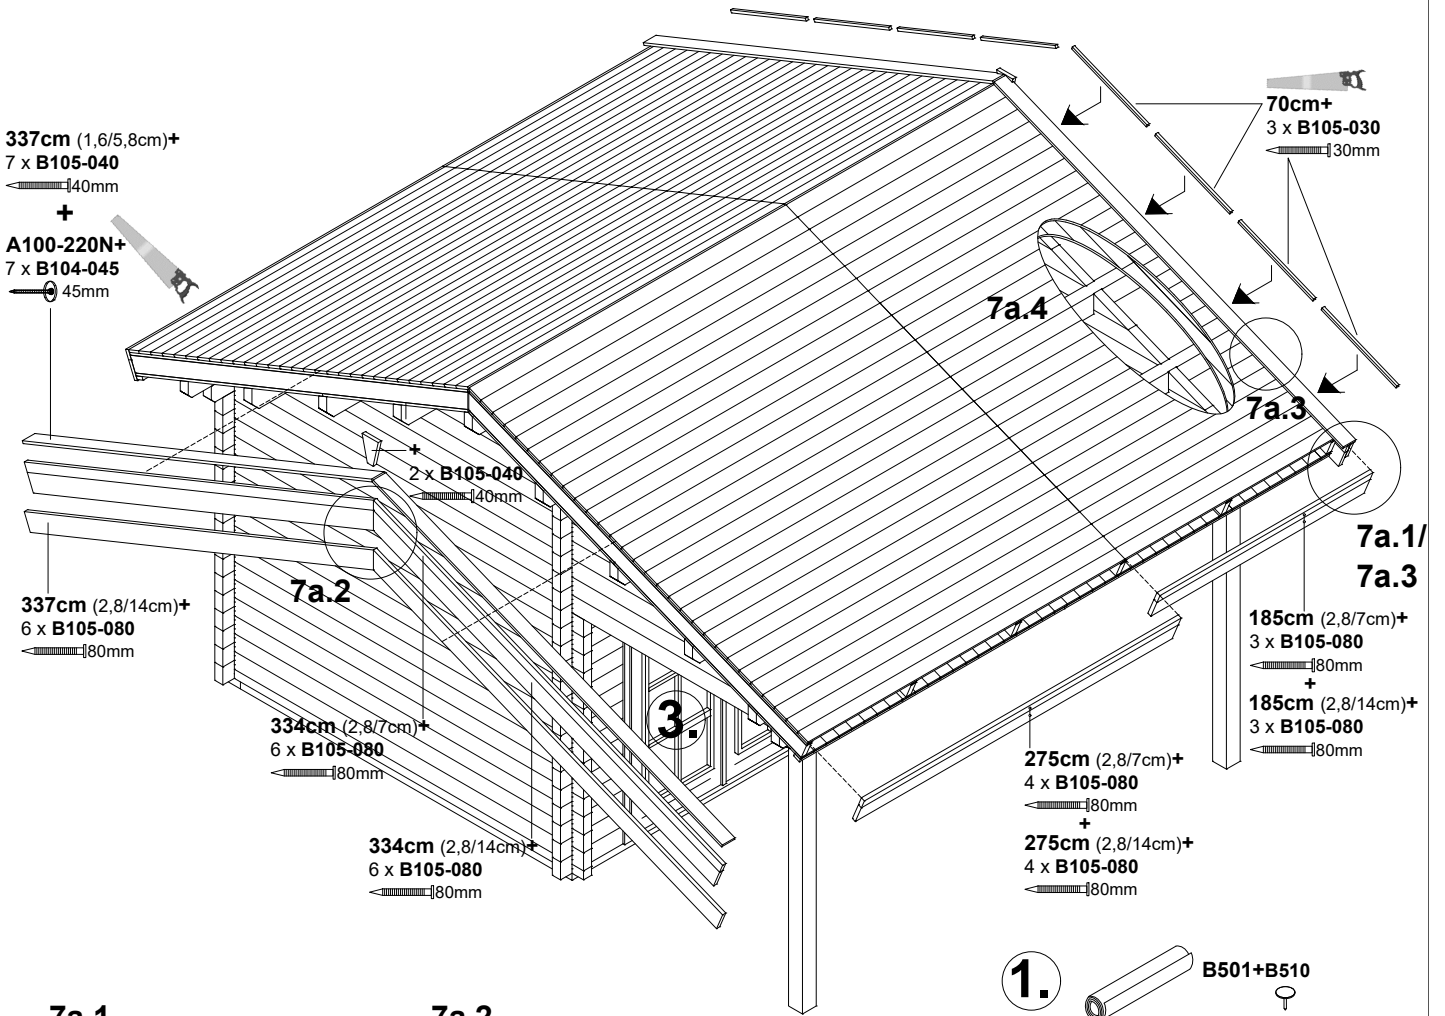 70cm+
3 x B105-030
30mm
337cm (1,6/5,8cm)+
7 x B105-040
40mm
+
A100-220N+
7 x B104-045
45mm
7a.4
7a.3
+
2 x B105-040
40mm
7a.2
7a.1/
7a.3
337cm (2,8/14cm)+
6 x B105-080
80mm
185cm (2,8/7cm)+
3 x B105-080
80mm
+
185cm (2,8/14cm)+
3 x B105-080
80mm
334cm (2,8/7cm)+
6 x B105-080
80mm
3.
275cm (2,8/7cm)+
4 x B105-080
80mm
+
275cm (2,8/14cm)+
4 x B105-080
80mm
334cm (2,8/14cm)+
6 x B105-080
80mm
1.
B501+B510
7a.1
7a.2